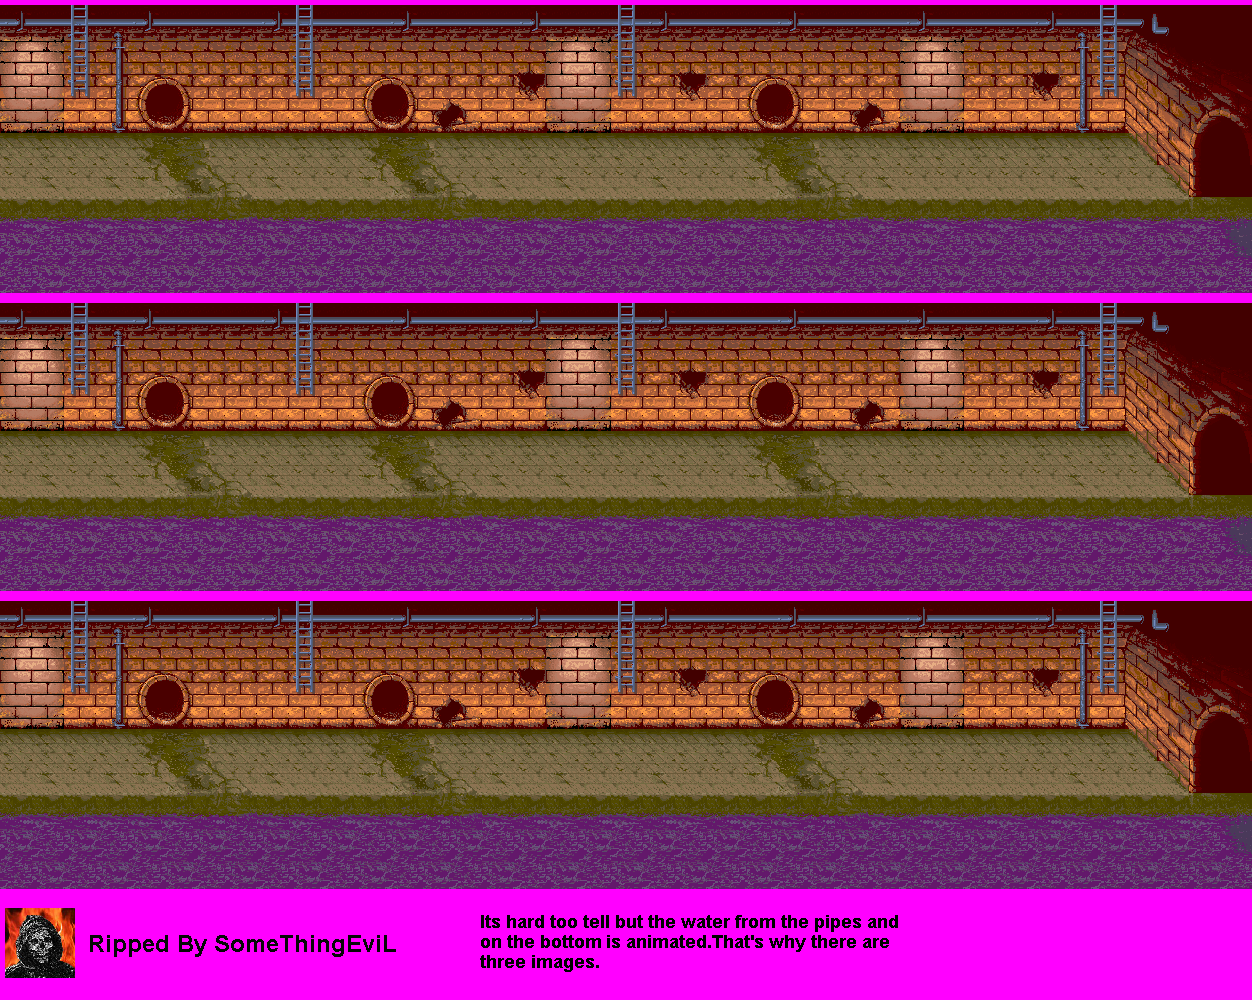 Ripped By SomeThingEviL
Its hard too tell but the water from the pipes and
on the bottom is animated.That's why there are
three images.